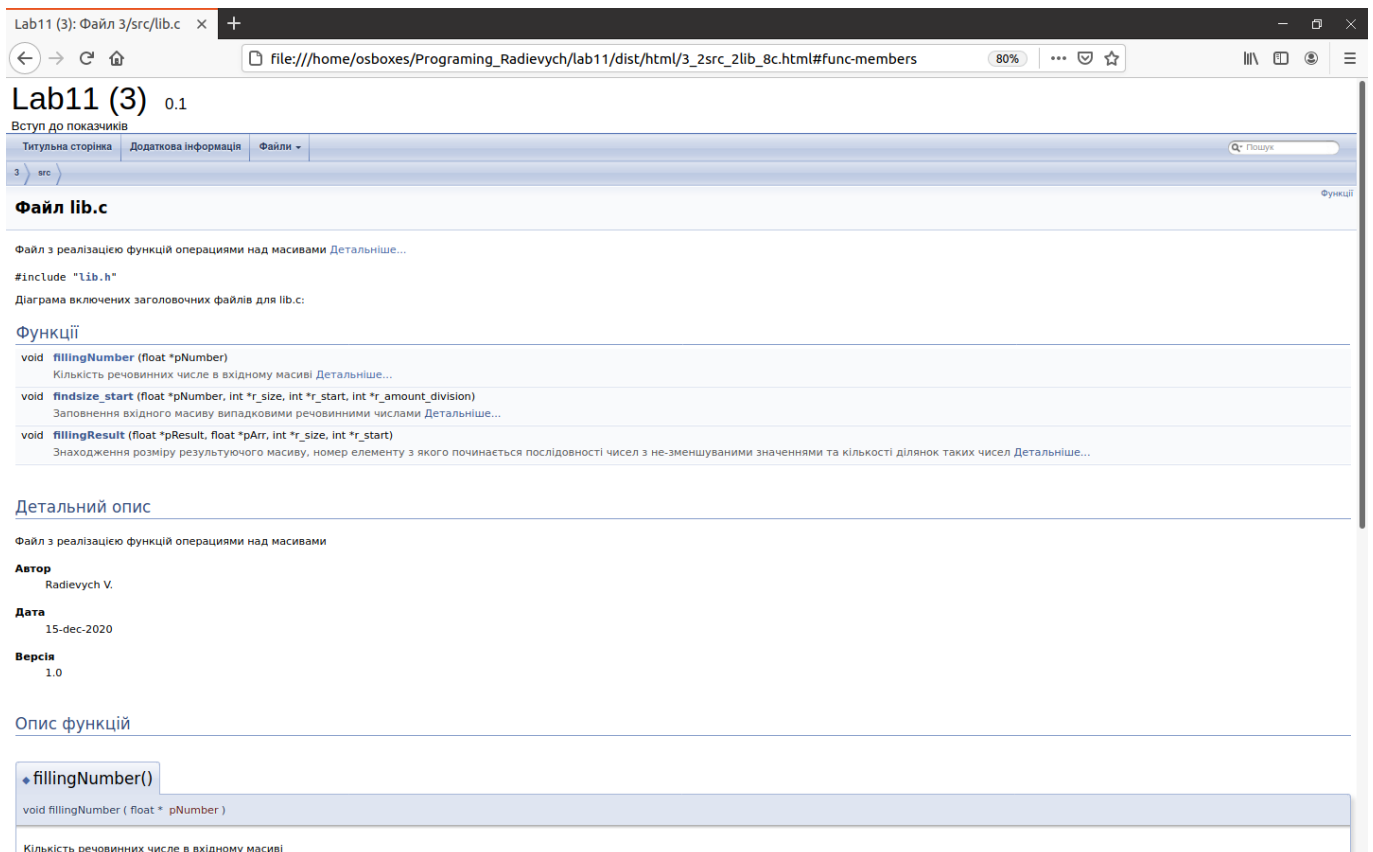 Lab11 (3): Файл 3/src/lib.c
file:///home/osboxes/Programing_Radievych/lab11/dist/html/3_2src_2lib_8c.html#func-members 80%
Lab11 (3) 0.1
Вступ до показчиків
Титульна сторінка Додаткова інформація Файли Пошук
3 src
Функції
Файл lib.c
Файл з реалізацією функцій операциями над масивами Детальніше...
#include "lib.h"
Діаграма включених заголовочних файлів для lib.c:
Функції
void fillingNumber (float *pNumber)
Кількість речовинних числе в вхідному масиві Детальніше...
void findsize_start (float *pNumber, int *r_size, int *r_start, int *r_amount_division)
Заповнення вхідного масиву випадковими речовинними числами Детальніше...
void fillingResult (float *pResult, float *pArr, int *r_size, int *r_start)
Знаходження розміру результуючого масиву, номер елементу з якого починається послідовності чисел з не-зменшуваними значеннями та кількості ділянок таких чисел Детальніше...
Детальний опис
Файл з реалізацією функцій операциями над масивами
Автор
Radievych V.
Дата
15-dec-2020
Версія
1.0
Опис функцій
fillingNumber()
void fillingNumber ( float * pNumber )
Кількість речовинних числе в вхідному масиві